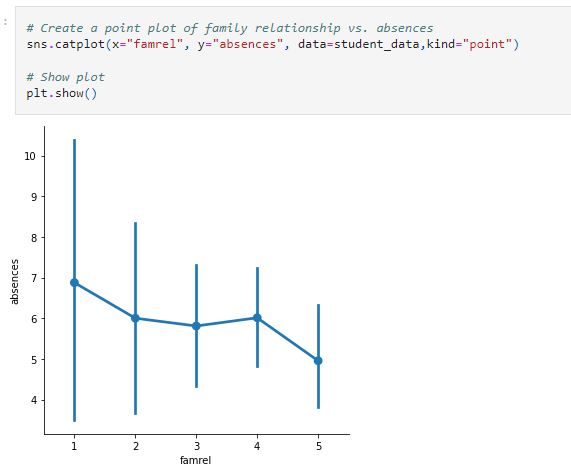 :
# Create a point plot of family relationship vs. absences
sns.catplot(x="famrel", y="absences", data=student_data,kind="point")
# Show plot
plt.show()
10
9
8
7
6
5
4
absences
1 2 3 4 5
famrel